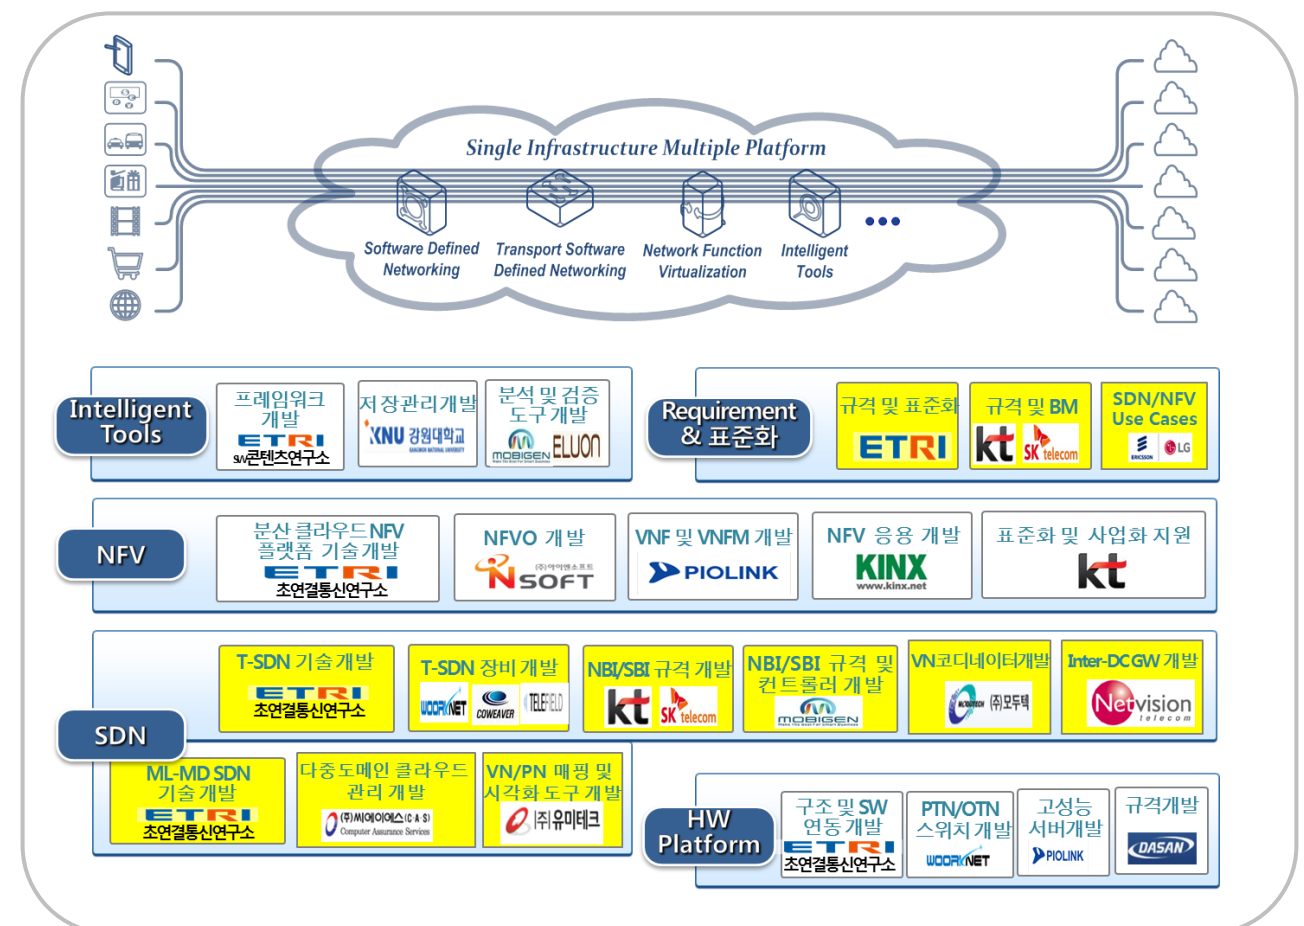 Single Infrastructure Multiple Platform
Software Defined
Networking
Transport Software
Defined Networking
Network Function
Virtualization
Intelligent
Tools
Intelligent
Tools
프레임워크
개발
ETRI
SW콘텐츠연구소
저장관리개발
KNU 강원대학교
KANGWON NATIONAL UNIVERSITY
분석 및 검증
도구 개발
MOBIGEN
ELUON
Requirement
& 표준화
규격 및 표준화
ETRI
규격 및 BM
kt
SK telecom
SDN/NFV
Use Cases
ERICSSON
LG
NFV
분산 클라우드 NFV
플랫폼 기술 개발
ETRI
초연결통신연구소
NFVO 개발
(주)아이엔소프트
iNSOFT
VNF 및 VNFM 개발
PIOLINK
NFV 응용 개발
KINX
www.kinx.net
표준화 및 사업화 지원
kt
SDN
T-SDN 기술 개발
ETRI
초연결통신연구소
T-SDN 장비 개발
WOORINET
COWEAVER
TELEFIELD
NBI/SBI 규격 개발
kt
SK telecom
NBI/SBI 규격 및
컨트롤러 개발
MOBIGEN
VN코디네이터개발
MODUTECH (주)모두텍
Inter-DC GW 개발
Netvision
telecom
ML-MD SDN
기술 개발
ETRI
초연결통신연구소
다중도메인 클라우드
관리 개발
(주)씨에이에스(C·A·S)
Computer Assurance Services
VN/PN 매핑 및
시각화 도구 개발
(주)유미테크
HW
Platform
구조 및 SW
연동 개발
ETRI
초연결통신연구소
PTN/OTN
스위치 개발
WOORINET
고성능
서버개발
PIOLINK
규격개발
DASAN